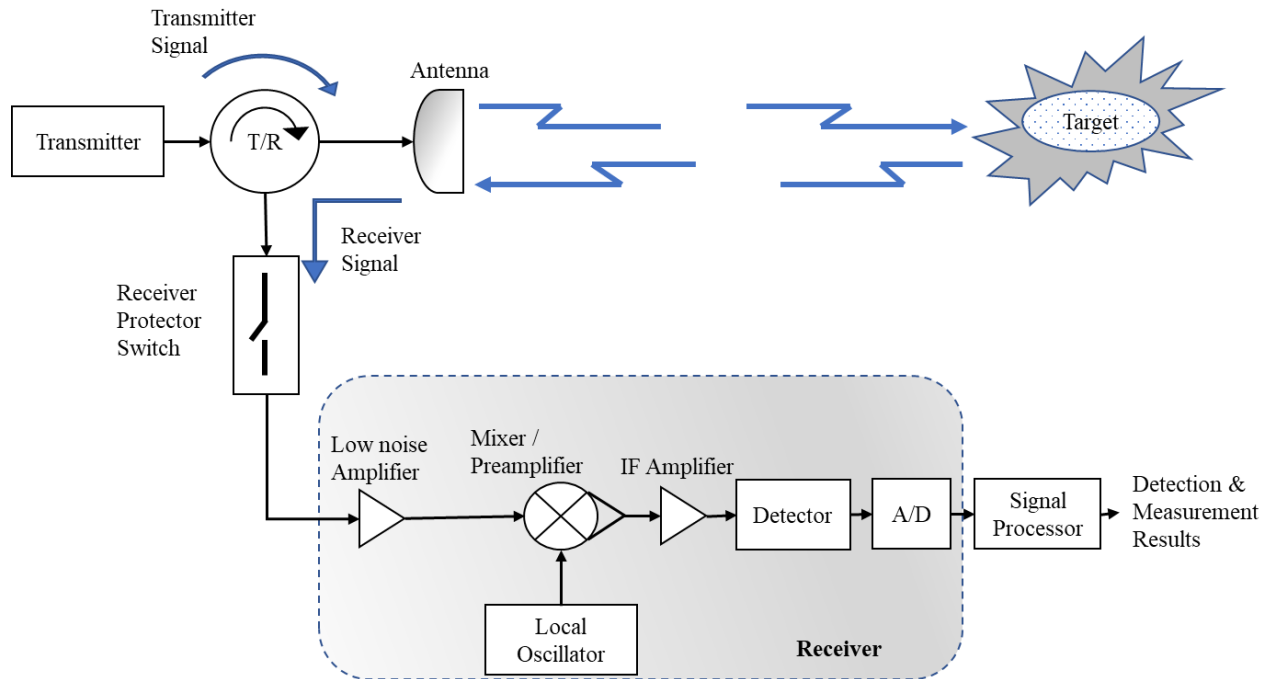 Transmitter
Signal
Antenna
Transmitter
T/R
Target
Receiver
Signal
Receiver
Protector
Switch
Low noise
Amplifier
Mixer /
Preamplifier
IF Amplifier
Detector
A/D
Signal
Processor
Detection &
Measurement
Results
Local
Oscillator
Receiver